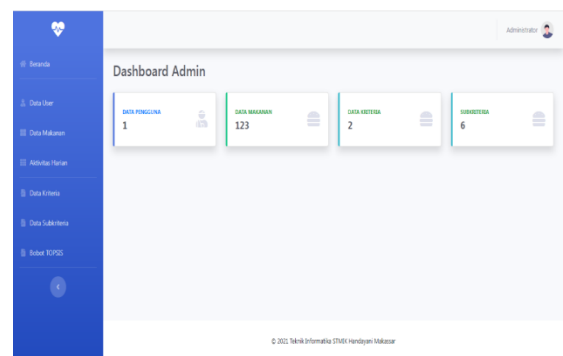 Administrator
Beranda
Data User
Data Makanan
Aktivitas Harian
Data Kriteria
Data Subkriteria
Bobot TOPSIS
Dashboard Admin
DATA PENGGUNA
1
DATA MAKANAN
123
DATA KRITERIA
2
SUBKRITERIA
6
© 2021 Teknik Informatika STMIK Handayani Makassar